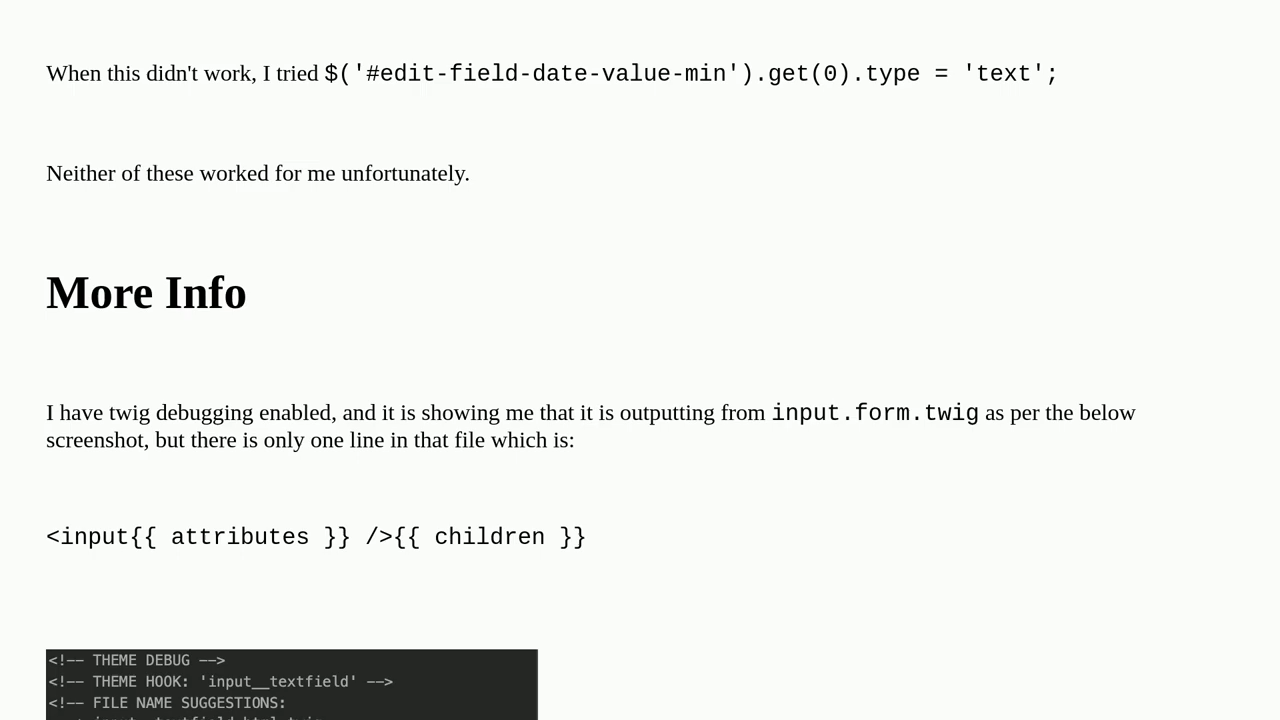 When this didn't work, I tried $('#edit-field-date-value-min').get(0).type = 'text';
Neither of these worked for me unfortunately.
More Info
I have twig debugging enabled, and it is showing me that it is outputting from input.form.twig as per the below
screenshot, but there is only one line in that file which is:
<input{{ attributes }} />{{ children }}
<!-- THEME DEBUG -->
<!-- THEME HOOK: 'input__textfield' -->
<!-- FILE NAME SUGGESTIONS: